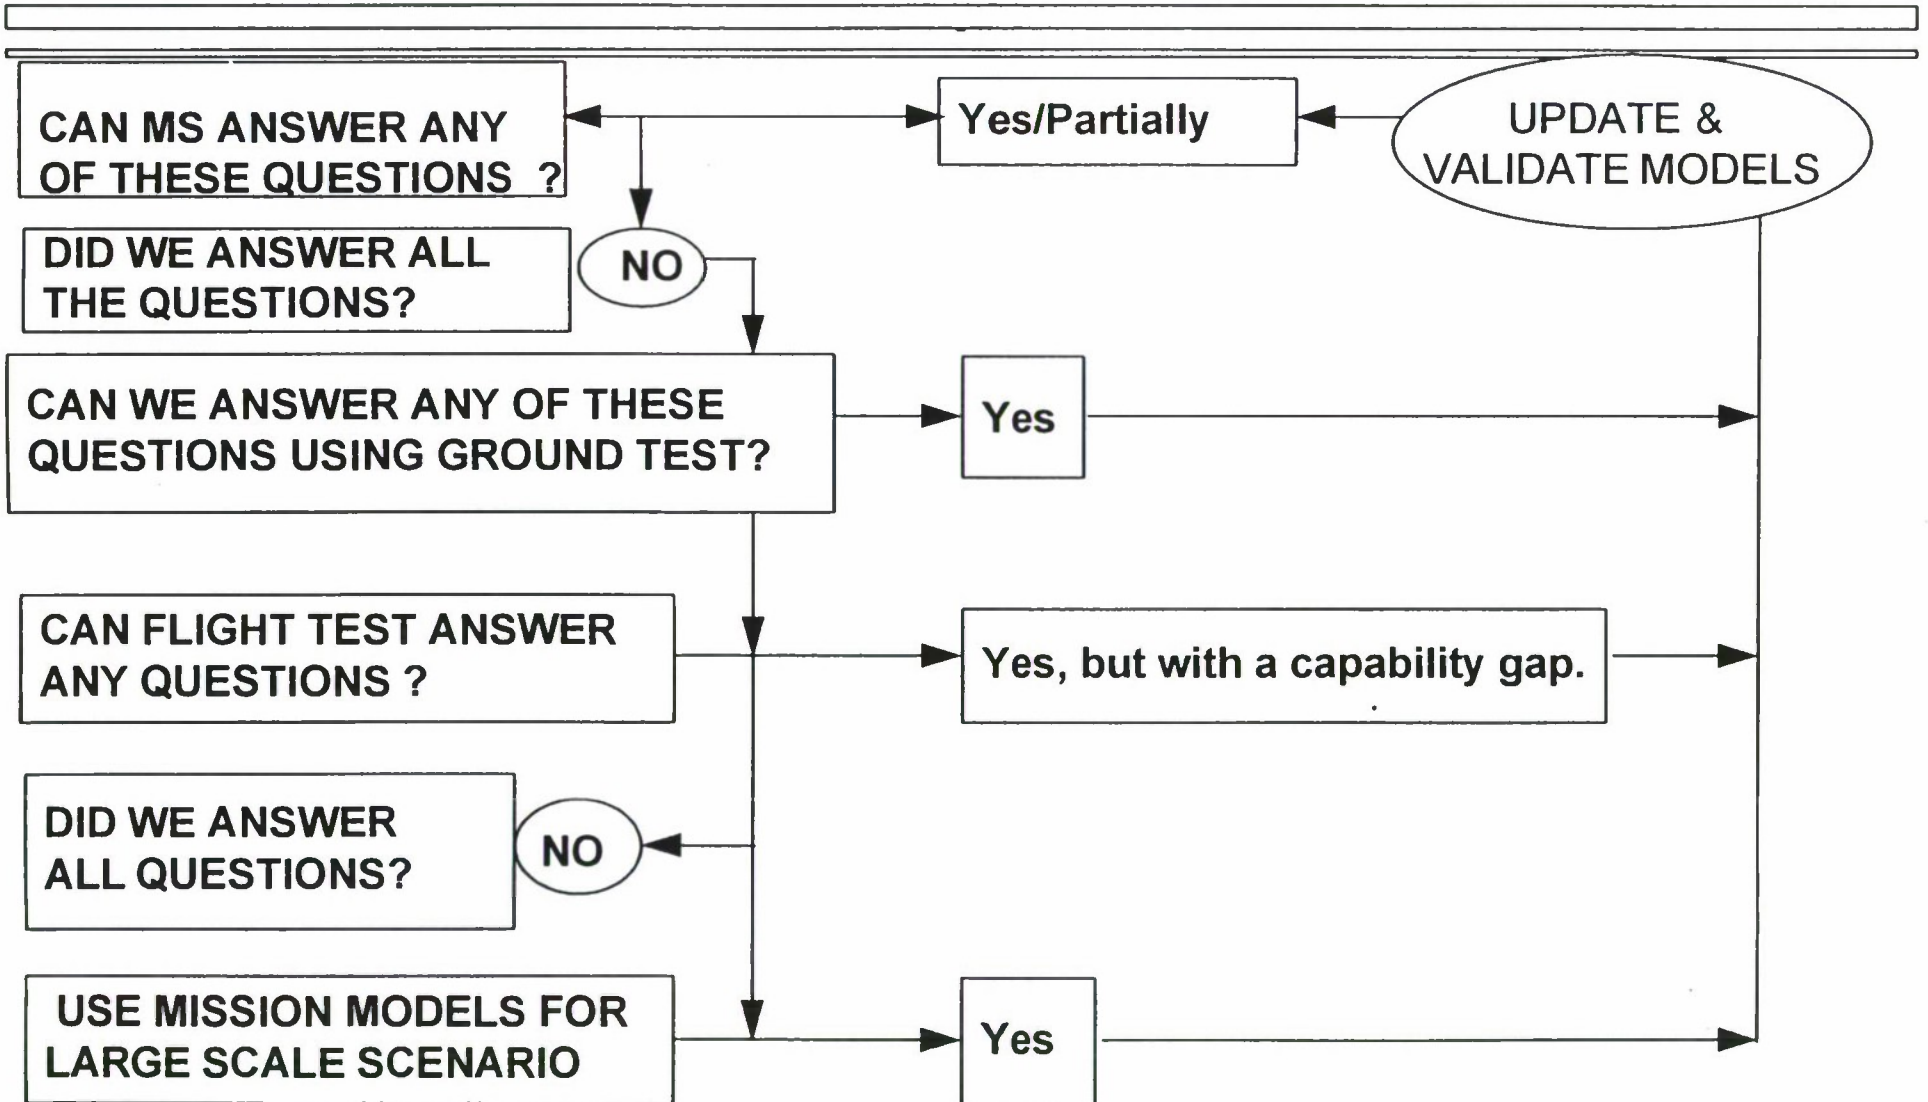 CAN MS ANSWER ANY
OF THESE QUESTIONS ?
Yes/Partially
UPDATE &
VALIDATE MODELS
DID WE ANSWER ALL
THE QUESTIONS?
NO
CAN WE ANSWER ANY OF THESE
QUESTIONS USING GROUND TEST?
Yes
CAN FLIGHT TEST ANSWER
ANY QUESTIONS ?
Yes, but with a capability gap.
DID WE ANSWER
ALL QUESTIONS?
NO
USE MISSION MODELS FOR
LARGE SCALE SCENARIO
Yes